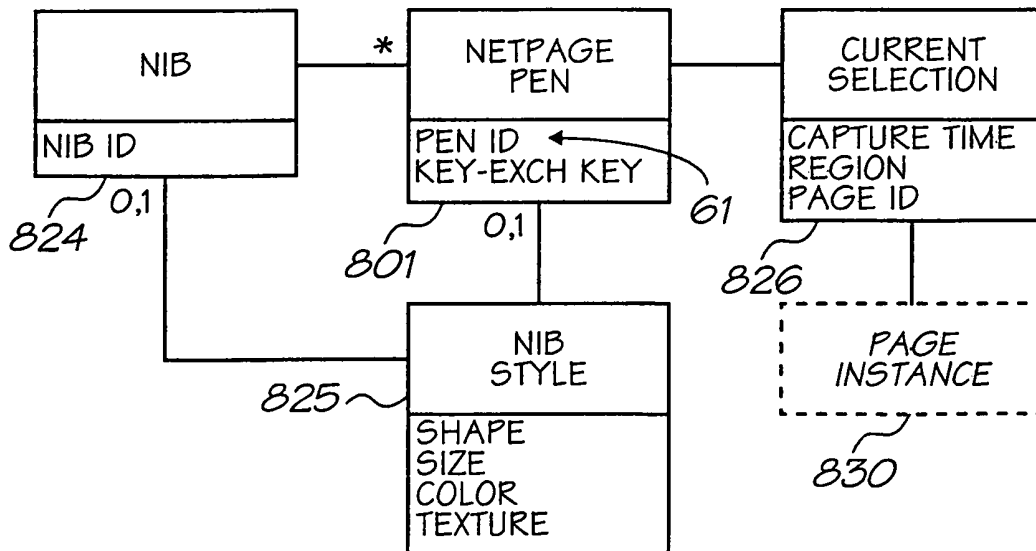 NIB
NIB ID
824
0,1
*
NETPAGE
PEN
PEN ID
KEY-EXCH KEY
61
801
0,1
CURRENT
SELECTION
CAPTURE TIME
REGION
PAGE ID
826
NIB
STYLE
825
SHAPE
SIZE
COLOR
TEXTURE
PAGE
INSTANCE
830